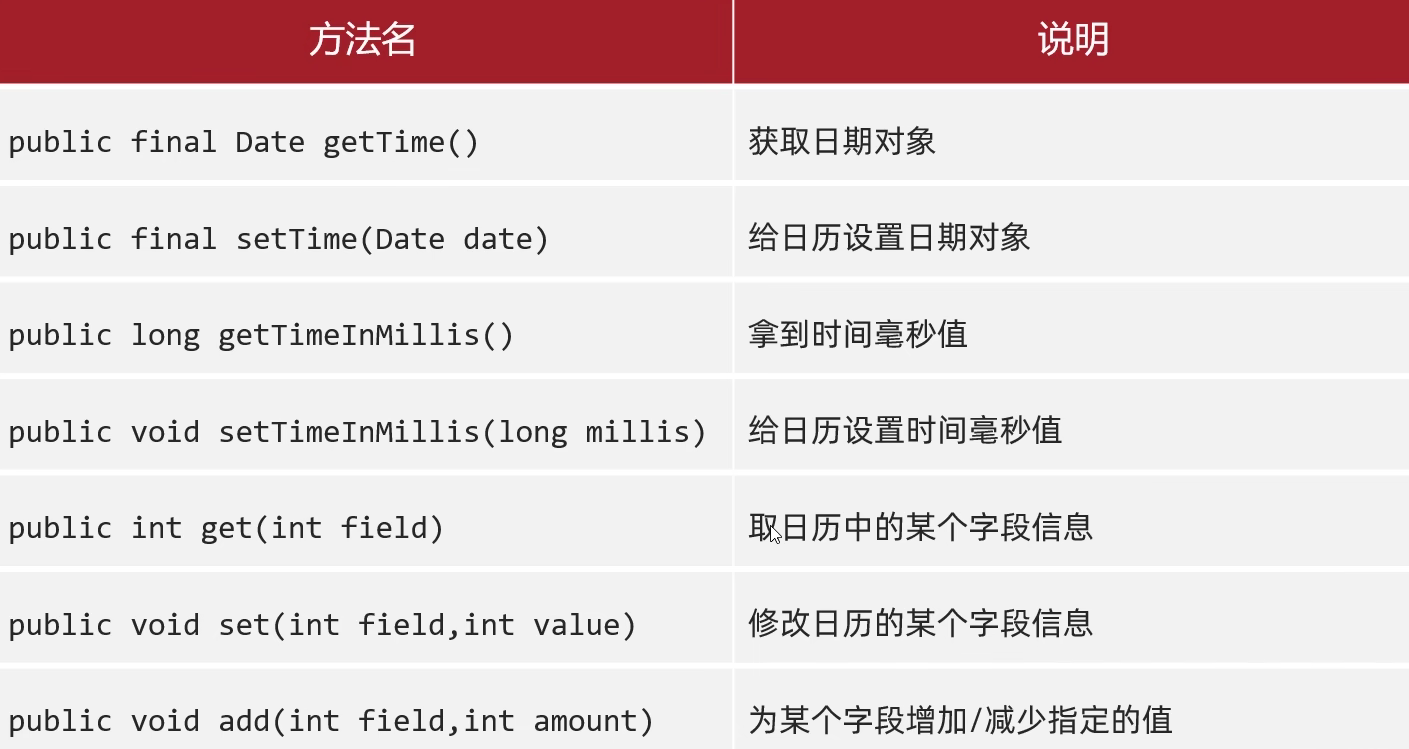 方法名 说明
public final Date getTime() 获取日期对象
public final setTime(Date date) 给日历设置日期对象
public long getTimeInMillis() 拿到时间毫秒值
public void setTimeInMillis(long millis) 给日历设置时间毫秒值
public int get(int field) 取日历中的某个字段信息
public void set(int field,int value) 修改日历的某个字段信息
public void add(int field,int amount) 为某个字段增加/减少指定的值